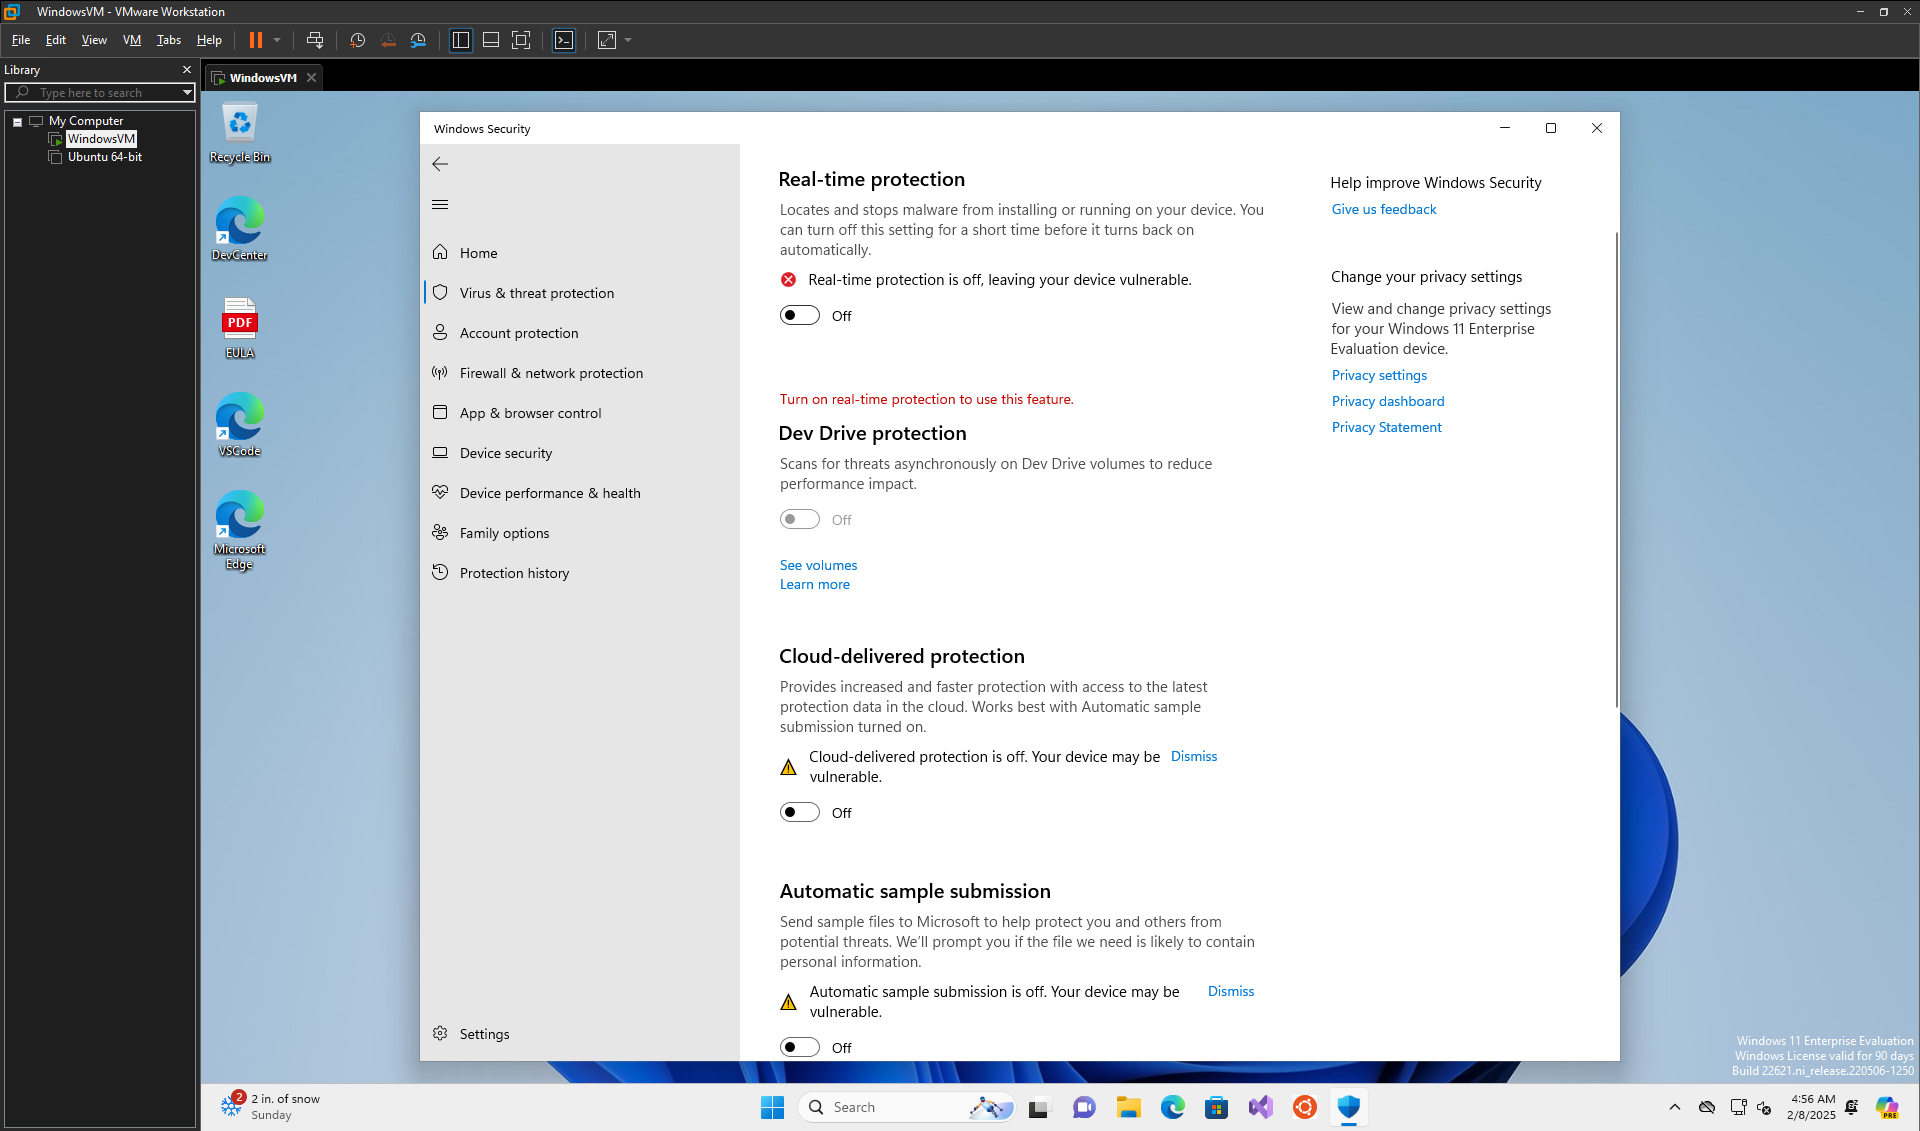 WindowsVM - VMware Workstation
File Edit View VM Tabs Help
Library
WindowsVM
Type here to search
My Computer
WindowsVM
Ubuntu 64-bit
Recycle Bin
DevCenter
PDF
EULA
VSCode
Microsoft
Edge
Windows Security
Home
Virus & threat protection
Account protection
Firewall & network protection
App & browser control
Device security
Device performance & health
Family options
Protection history
Settings
Real-time protection
Locates and stops malware from installing or running on your device. You
can turn off this setting for a short time before it turns back on
automatically.
Real-time protection is off, leaving your device vulnerable.
Off
Turn on real-time protection to use this feature.
Dev Drive protection
Scans for threats asynchronously on Dev Drive volumes to reduce
performance impact.
Off
See volumes
Learn more
Cloud-delivered protection
Provides increased and faster protection with access to the latest
protection data in the cloud. Works best with Automatic sample
submission turned on.
Cloud-delivered protection is off. Your device may be Dismiss
vulnerable.
Off
Automatic sample submission
Send sample files to Microsoft to help protect you and others from
potential threats. We'll prompt you if the file we need is likely to contain
personal information.
Automatic sample submission is off. Your device may be Dismiss
vulnerable.
Off
Help improve Windows Security
Give us feedback
Change your privacy settings
View and change privacy settings
for your Windows 11 Enterprise
Evaluation device.
Privacy settings
Privacy dashboard
Privacy Statement
Windows 11 Enterprise Evaluation
Windows License valid for 90 days
Build 22621.ni_release.220506-1250
2
2 in. of snow
Sunday
Search
4:56 AM
2/8/2025
PRE